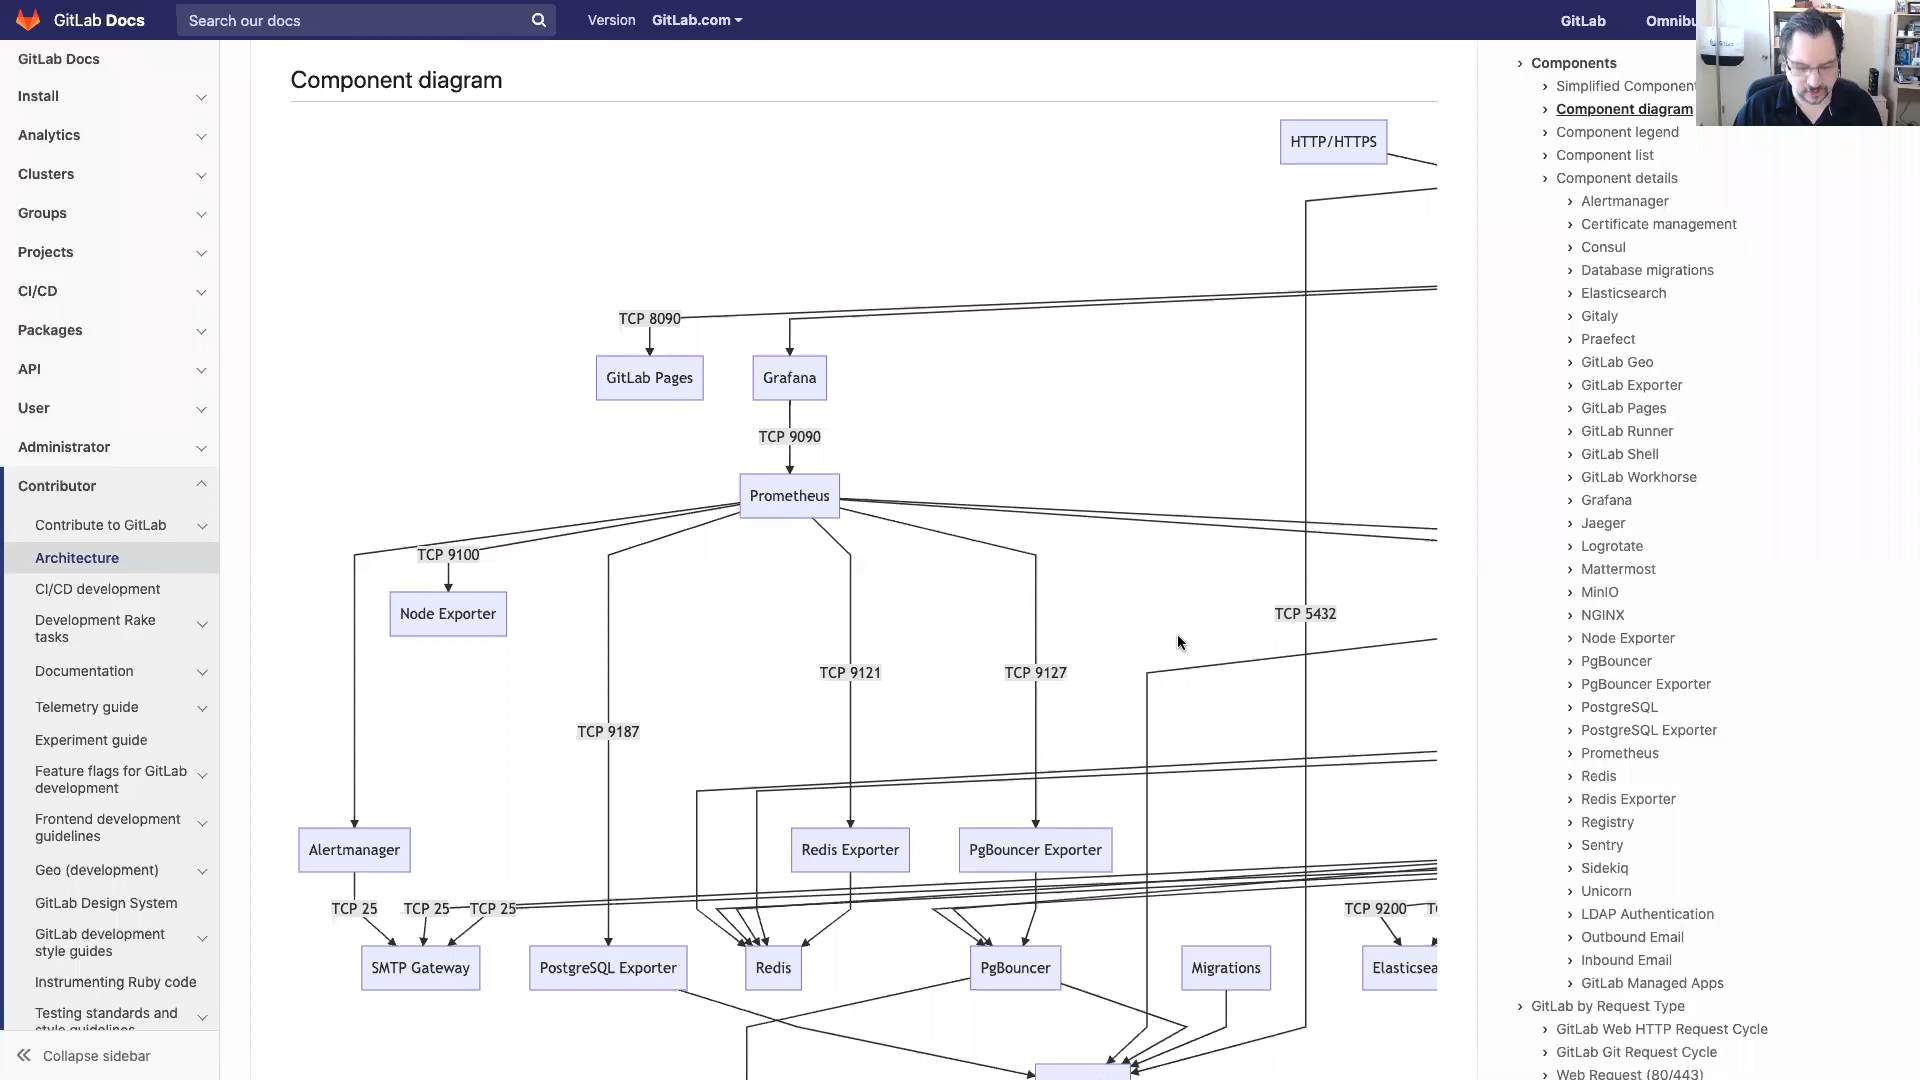 GitLab Docs
Search our docs
Version
GitLab.com
GitLab
GitLab Docs
Install
Analytics
Clusters
Groups
Projects
CI/CD
Packages
API
User
Administrator
Contributor
Contribute to GitLab
Architecture
CI/CD development
Development Rake
tasks
Documentation
Telemetry guide
Experiment guide
Feature flags for GitLab
development
Frontend development
guidelines
Geo (development)
GitLab Design System
GitLab development
style guides
Instrumenting Ruby code
Testing standards and
style guidelines
Collapse sidebar
Component diagram
HTTP/HTTPS
TCP 8090
GitLab Pages
Grafana
TCP 9090
Prometheus
TCP 9100
Node Exporter
TCP 5432
TCP 9121
TCP 9127
TCP 9187
Alertmanager
Redis Exporter
PgBouncer Exporter
TCP 25
TCP 25
TCP 25
TCP 9200
SMTP Gateway
PostgreSQL Exporter
Redis
PgBouncer
Migrations
Elasticsea
Components
Simplified Component
Component diagram
Component legend
Component list
Component details
Alertmanager
Certificate management
Consul
Database migrations
Elasticsearch
Gitaly
Praefect
GitLab Geo
GitLab Exporter
GitLab Pages
GitLab Runner
GitLab Shell
GitLab Workhorse
Grafana
Jaeger
Logrotate
Mattermost
MinIO
NGINX
Node Exporter
PgBouncer
PgBouncer Exporter
PostgreSQL
PostgreSQL Exporter
Prometheus
Redis
Redis Exporter
Registry
Sentry
Sidekiq
Unicorn
LDAP Authentication
Outbound Email
Inbound Email
GitLab Managed Apps
GitLab by Request Type
GitLab Web HTTP Request Cycle
GitLab Git Request Cycle
Web Request (80/443)